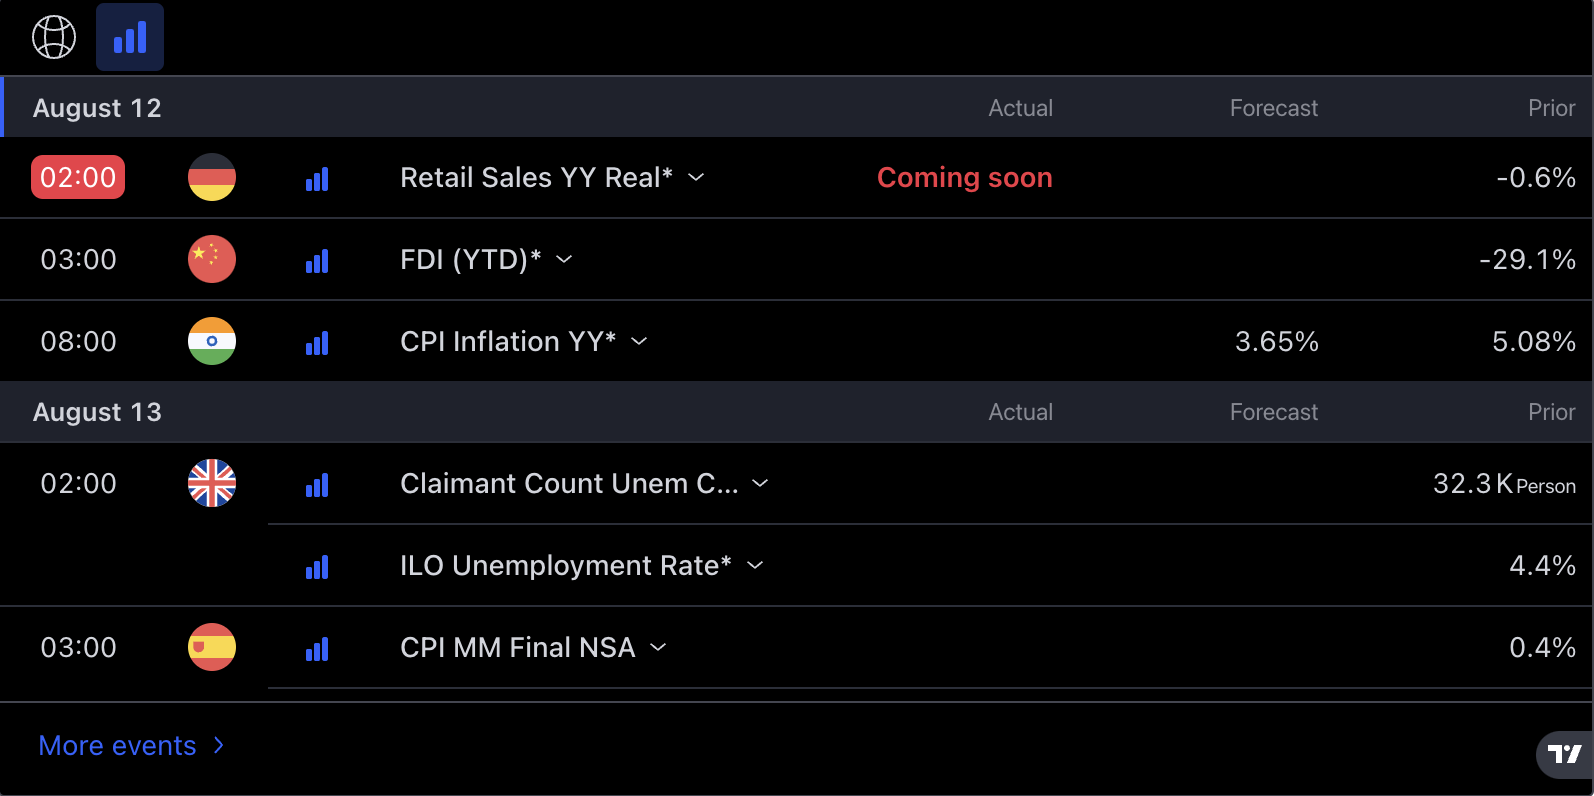 August 12 Actual Forecast Prior
02:00 Retail Sales YY Real* Coming soon -0.6%
03:00 FDI (YTD)* -29.1%
08:00 CPI Inflation YY* 3.65% 5.08%
August 13 Actual Forecast Prior
02:00 Claimant Count Unem C... 32.3K Person
ILO Unemployment Rate* 4.4%
03:00 CPI MM Final NSA 0.4%
More events